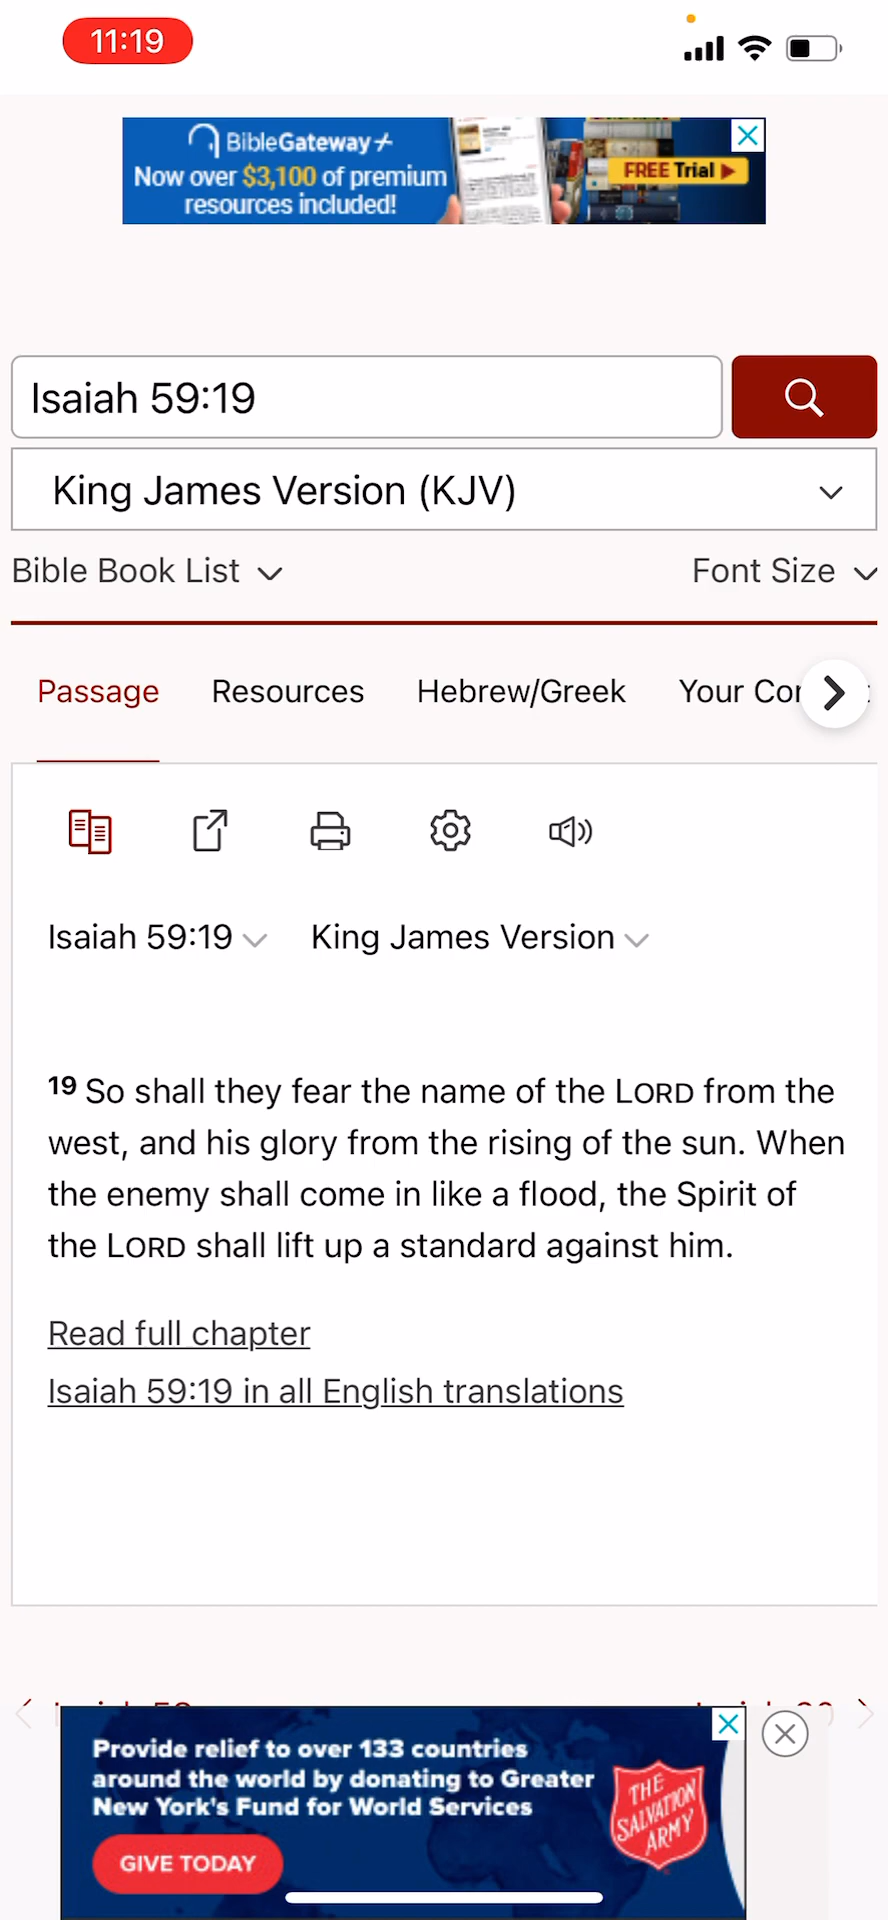 11:19
BibleGateway+
Now over $3,100 of premium
resources included!
FREE Trial
Isaiah 59:19
King James Version (KJV)
Bible Book List
Font Size
Passage Resources Hebrew/Greek Your Con
Isaiah 59:19 King James Version
19 So shall they fear the name of the LORD from the
west, and his glory from the rising of the sun. When
the enemy shall come in like a flood, the Spirit of
the LORD shall lift up a standard against him.
Read full chapter
Isaiah 59:19 in all English translations
Provide relief to over 133 countries
around the world by donating to Greater
New York's Fund for World Services
GIVE TODAY
THE
SALVATION
ARMY